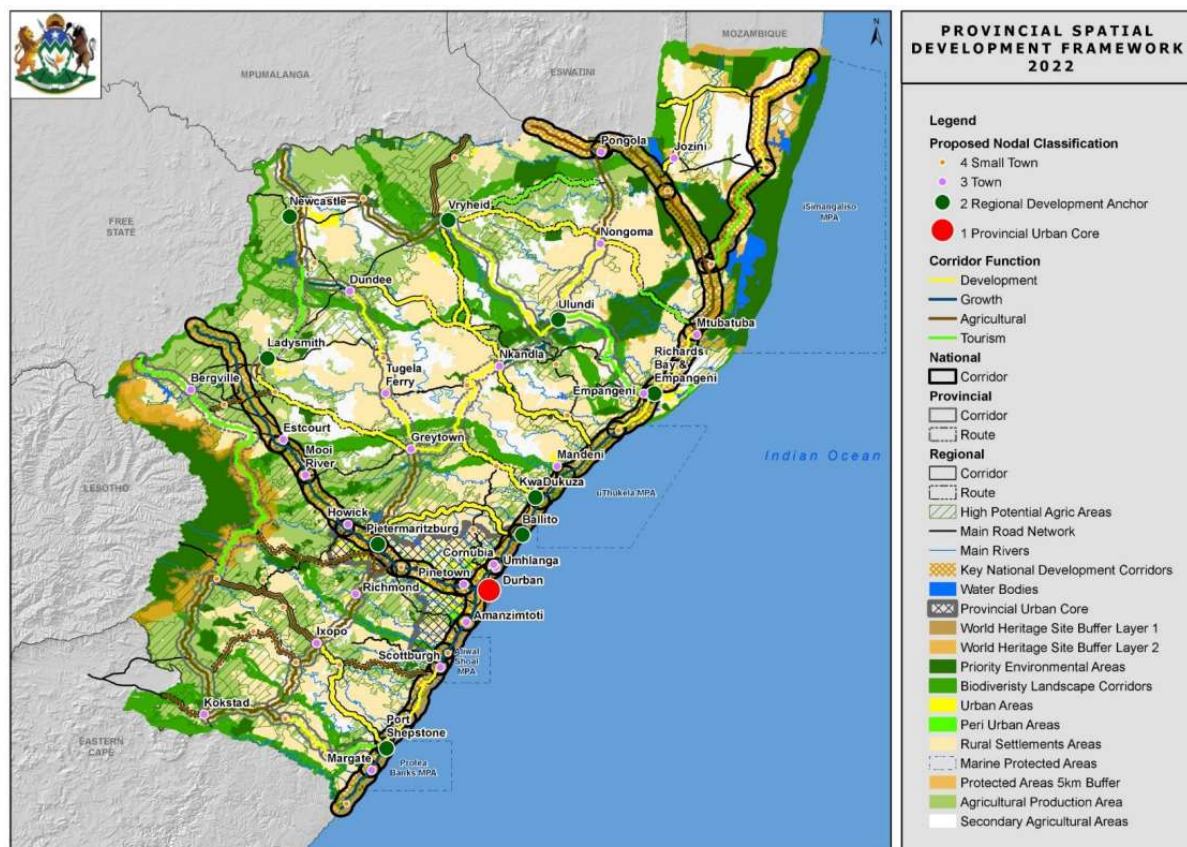 PROVINCIAL SPATIAL
DEVELOPMENT FRAMEWORK
2022
Legend
Proposed Nodal Classification
4 Small Town
3 Town
2 Regional Development Anchor
1 Provincial Urban Core
Corridor Function
Development
Growth
Agricultural
Tourism
National
Corridor
Provincial
Corridor
Route
Regional
Corridor
Route
High Potential Agric Areas
Main Road Network
Main Rivers
Key National Development Corridors
Water Bodies
Provincial Urban Core
World Heritage Site Buffer Layer 1
World Heritage Site Buffer Layer 2
Priority Environmental Areas
Biodiveristy Landscape Corridors
Urban Areas
Peri Urban Areas
Rural Settlements Areas
Marine Protected Areas
Protected Areas 5km Buffer
Agricultural Production Area
Secondary Agricultural Areas
N
MOZAMBIQUE
MPUMALANGA
ESWATINI
Pongola
Jozini
FREE
STATE
Newcastle
Vryheid
iSimangaliso
MPA
Nongoma
Dundee
Ulundi
Mtubatuba
Ladysmith
Nkandla
Richards
Bay &
Empangeni
Bergville
Tugela
Ferry
Empangeni
Estcourt
Greytown
Mooi
River
Mandeni
Indian Ocean
LESOTHO
KwaDukuza
uThukela MPA
Howick
Pietermaritzburg
Ballito
Cornubia
Umhlanga
Pinetown
Durban
Richmond
Amanzimtoti
Ixopo
Scottburgh
Aliwal
Shoal
MPA
Kokstad
Port
Shepstone
EASTERN
CAPE
Margate
Protea
Banks MPA